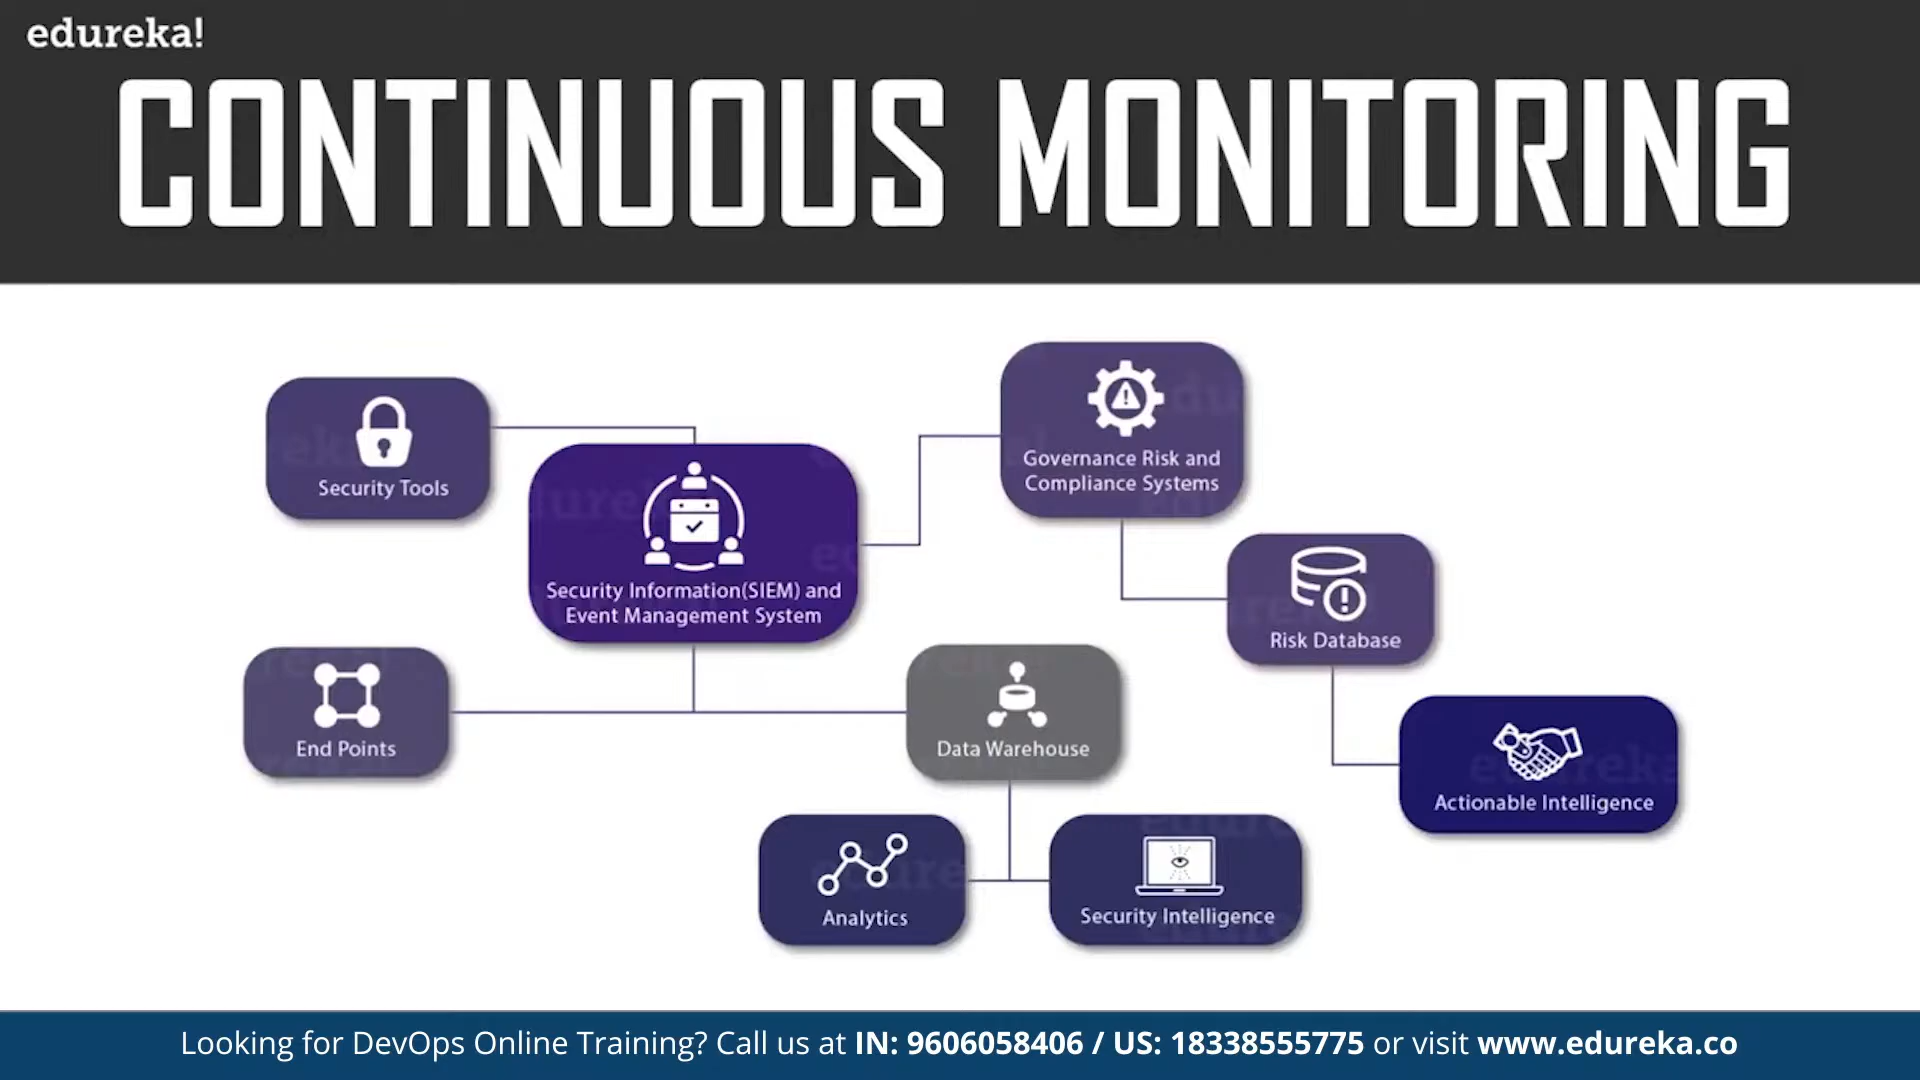 edureka!
CONTINUOUS MONITORING
Security Tools
Governance Risk and
Compliance Systems
Security Information(SIEM) and
Event Management System
Risk Database
End Points
Data Warehouse
Actionable Intelligence
Analytics
Security Intelligence
Looking for DevOps Online Training? Call us at IN: 9606058406 / US: 18338555775 or visit www.edureka.co